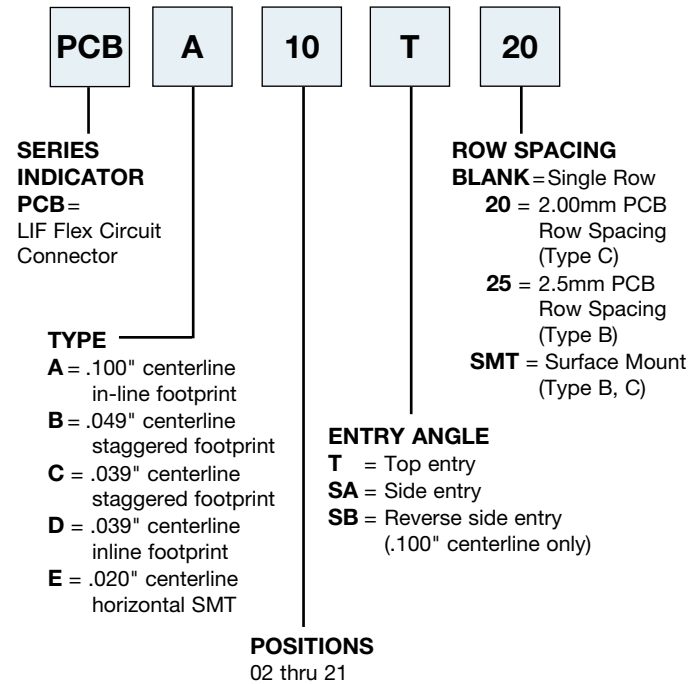 PCB A 10 T 20
SERIES
INDICATOR
PCB=
LIF Flex Circuit
Connector
TYPE
A = .100" centerline
in-line footprint
B = .049" centerline
staggered footprint
C = .039" centerline
staggered footprint
D = .039" centerline
inline footprint
E = .020" centerline
horizontal SMT
POSITIONS
02 thru 21
ENTRY ANGLE
T = Top entry
SA = Side entry
SB = Reverse side entry
(.100" centerline only)
ROW SPACING
BLANK=Single Row
20 = 2.00mm PCB
Row Spacing
(Type C)
25 = 2.5mm PCB
Row Spacing
(Type B)
SMT = Surface Mount
(Type B, C)